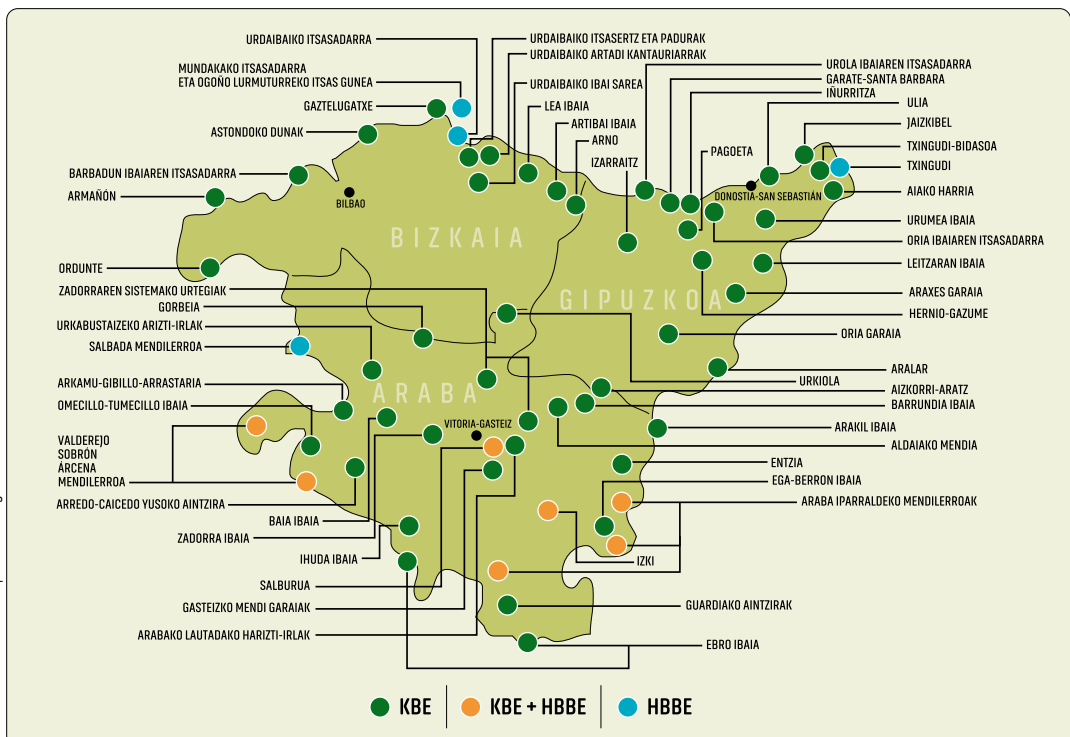 URDAIBAIKO ITSASADARRA
MUNDAKAKO ITSASADARRA
ETA OGOÑO LURMUTURREKO ITSAS GUNEA
GAZTELUGATXE
ASTONDOKO DUNAK
BARBADUN IBAIAREN ITSASADARRA
ARMAÑÓN
URDAIBAIKO ITSASERTZ ETA PADURAK
URDAIBAIKO ARTADI KANTAURIARRAK
URDAIBAIKO IBAI SAREA
LEA IBAIA
ARTIBAI IBAIA
ARNO
IZARRAITZ
PAGOETA
UROLA IBAIAREN ITSASADARRA
GARATE-SANTA BARBARA
IÑURRITZA
ULIA
JAIZKIBEL
TXINGUDI-BIDASOA
TXINGUDI
AIAKO HARRIA
URUMEA IBAIA
ORIA IBAIAREN ITSASADARRA
LEITZARAN IBAIA
ARAXES GARAIA
HERNIO-GAZUME
ORIA GARAIA
ARALAR
URKIOLA
AIZKORRI-ARATZ
BARRUNDIA IBAIA
ARAKIL IBAIA
ALDAIAKO MENDIA
ENTZIA
EGA-BERRON IBAIA
ARABA IPARRALDEKO MENDILERROAK
IZKI
GUARDIAKO AINTZIRAK
EBRO IBAIA
BILBAO
DONOSTIA-SAN SEBASTIÁN
BIZKAIA
GIPUZKOA
ARABA
VITORIA-GASTEIZ
ORDUNTE
ZADORRAREN SISTEMAKO URTEGIAK
GORBEIA
URKABUSTAIZEKO ARIZTI-IRLAK
SALBADA MENDILERROA
ARKAMU-GIBILLO-ARRASTARIA
OMECILLO-TUMECILLO IBAIA
VALDEREJO
SOBRÓN
ÁRCENA
MENDILERROA
ARREO-CAICEDO YUSOKO AINTZIRA
BAIA IBAIA
ZADORRA IBAIA
IHUDA IBAIA
SALBURUA
GASTEIZKO MENDI GARAIAK
ARABAKO LAUTADAKO HARIZTI-IRLAK
KBE
KBE + HBBE
HBBE